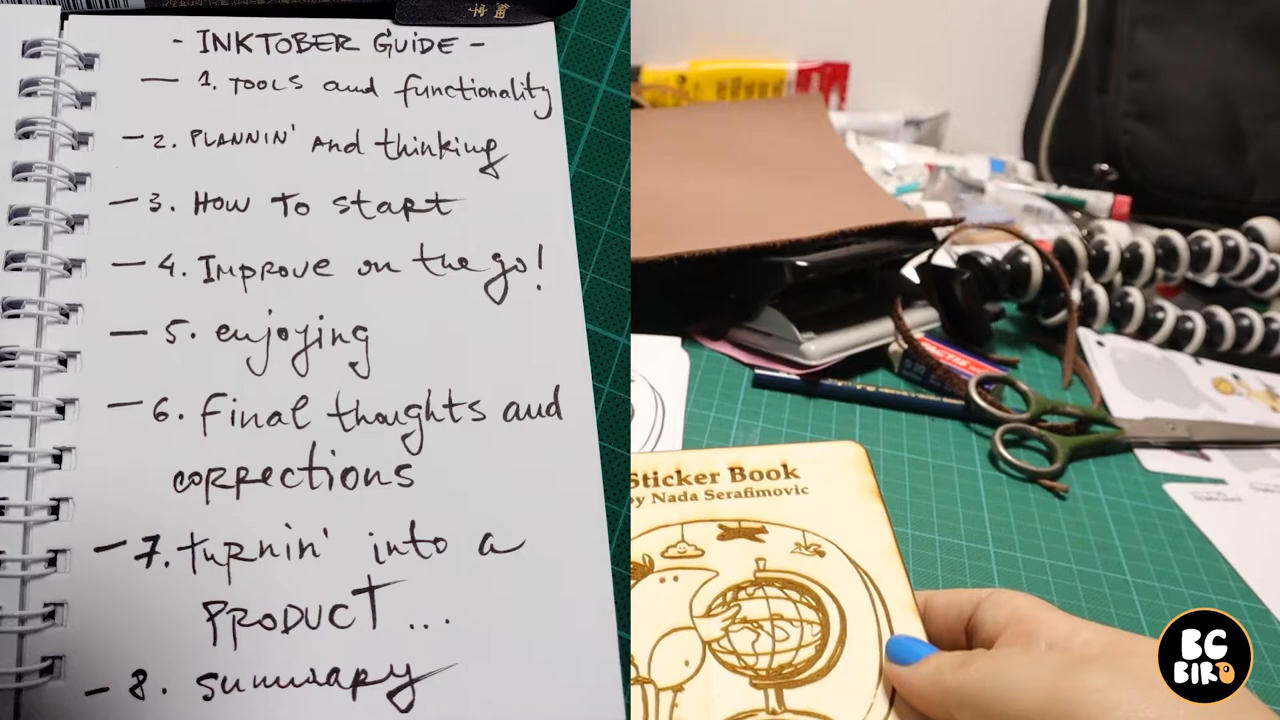 - INKTOBER GUIDE -
- 1. TOOLS and functionality
- 2. PLANNIN' And thinking
- 3. HOW TO start
- 4. IMPROVE on the go!
- 5. enjoying
- 6. final thoughts and
corrections
- 7. turnin' into a
PRODUCT...
- 8. summary
Sticker Book
by Nada Serafimovic
BC
BIRO